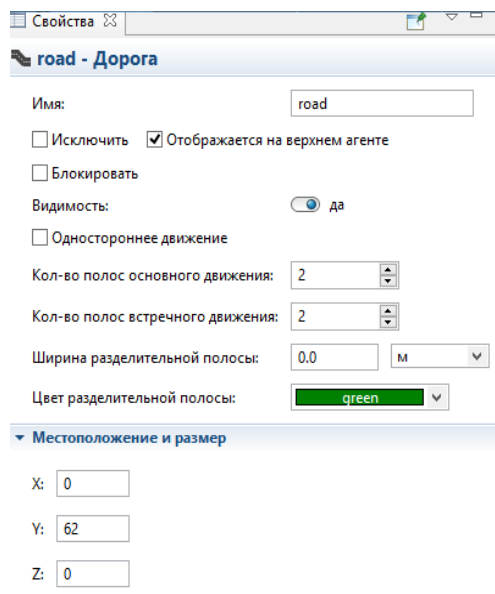 Свойства
road - Дорога
Имя: road
Исключить Отображается на верхнем агенте
Блокировать
Видимость: да
Одностороннее движение
Кол-во полос основного движения: 2
Кол-во полос встречного движения: 2
Ширина разделительной полосы: 0.0 м
Цвет разделительной полосы: green
Местоположение и размер
X: 0
Y: 62
Z: 0